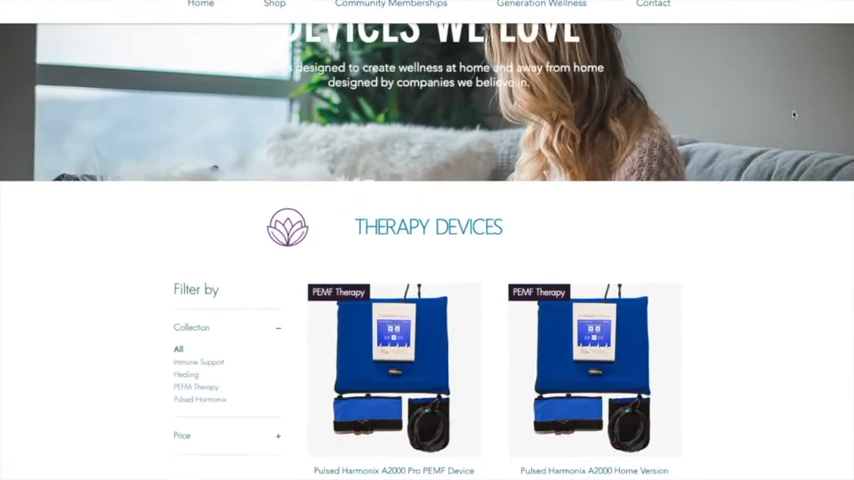 Home Shop Community Memberships Generation Wellness Contact
DEVICES WE LOVE
designed to create wellness at home and away from home
designed by companies we believe in.
THERAPY DEVICES
Filter by
Collection –
All
Immune Support
Healing
PEFM Therapy
Pulsed Harmonix
Price +
PEMF Therapy
PEMF Therapy
Pulsed Harmonix A2000 Pro PEMF Device
Pulsed Harmonix A2000 Home Version